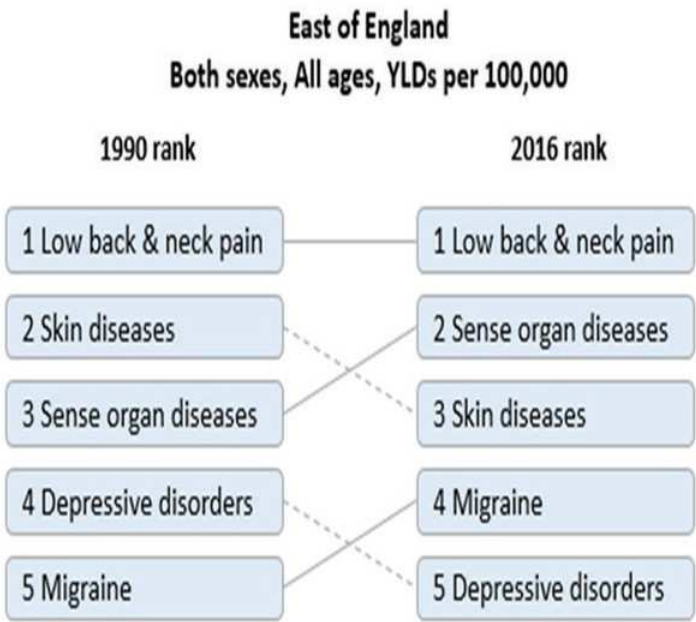 East of England
Both sexes, All ages, YLDs per 100,000
1990 rank
2016 rank
1 Low back & neck pain
1 Low back & neck pain
2 Skin diseases
2 Sense organ diseases
3 Sense organ diseases
3 Skin diseases
4 Depressive disorders
4 Migraine
5 Migraine
5 Depressive disorders